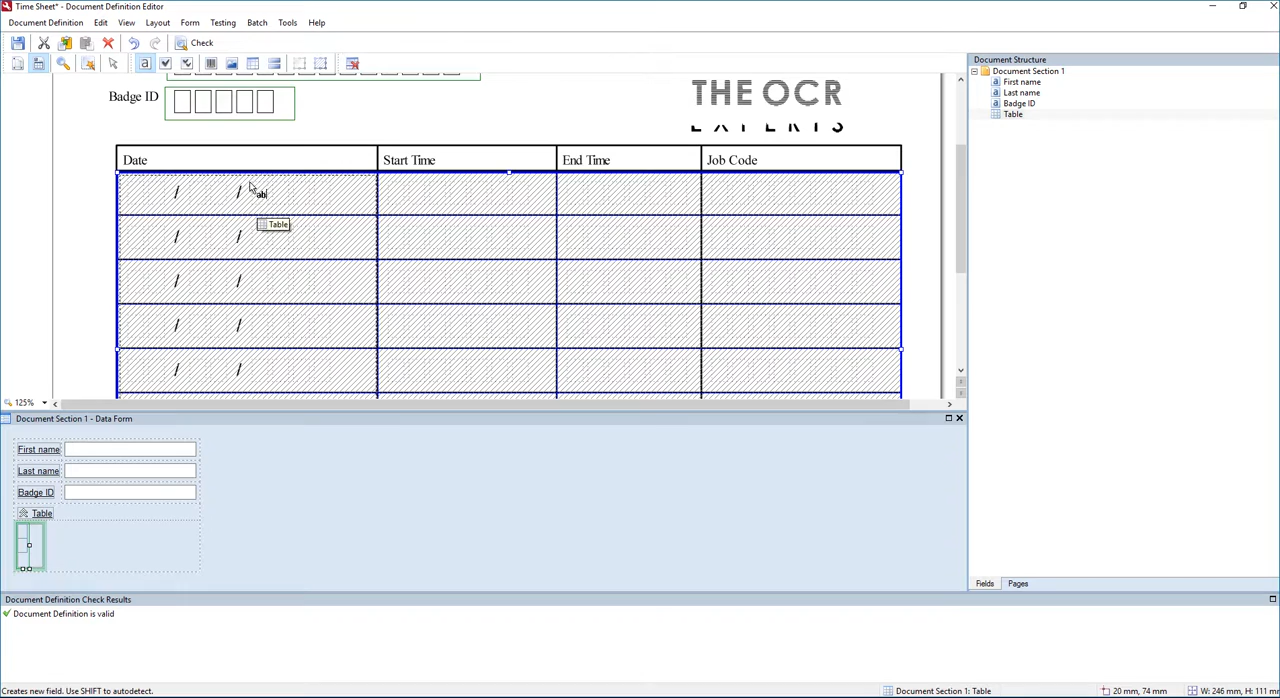 Time Sheet* - Document Definition Editor
Document Definition Edit View Layout Form Testing Batch Tools Help
Check
a
Badge ID
THE OCR
EXPERTS
Date Start Time End Time Job Code
/ / ab
Table
/ /
/ /
/ /
/ /
125%
Document Structure
Document Section 1
a First name
a Last name
a Badge ID
Table
Fields Pages
Document Section 1 - Data Form
First name
Last name
Badge ID
Table
Document Definition Check Results
Document Definition is valid
Creates new field. Use SHIFT to autodetect. Document Section 1: Table 20 mm, 74 mm W: 246 mm, H: 111 mm